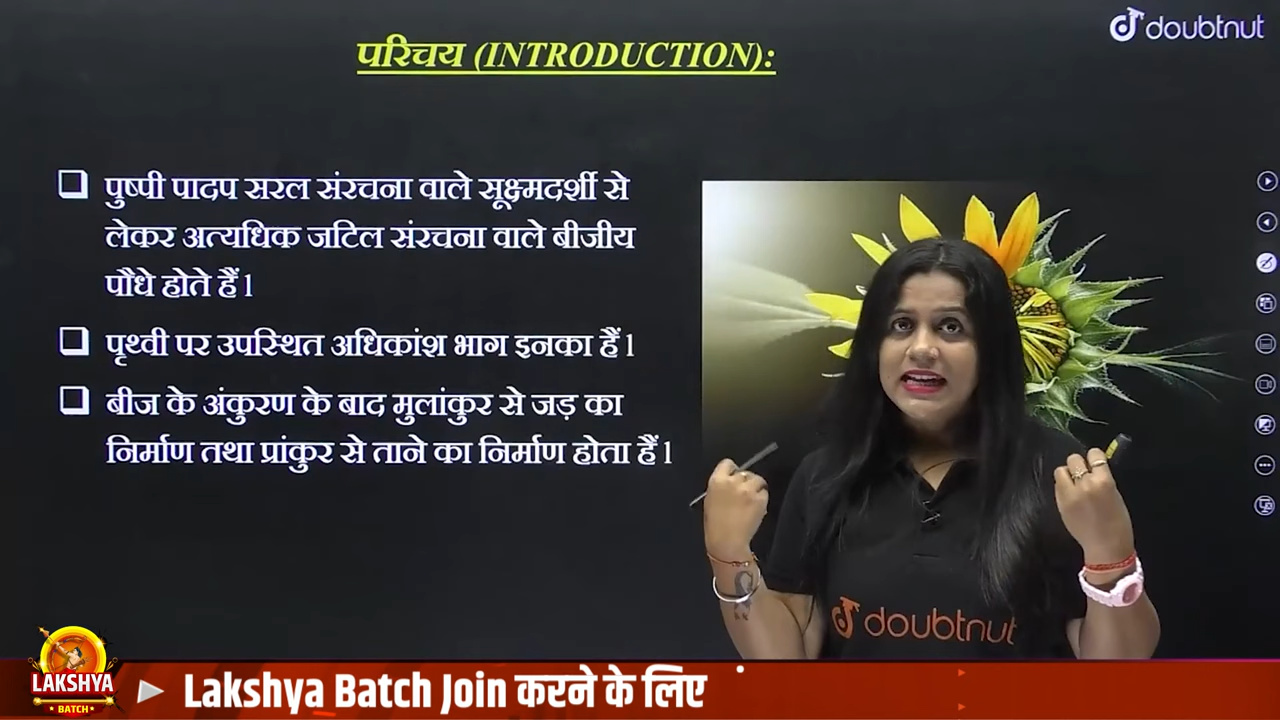 doubtnut
परिचय (INTRODUCTION):
पुष्पी पादप सरल संरचना वाले सूक्ष्मदर्शी से
लेकर अत्यधिक जटिल संरचना वाले बीजीय
पौधे होते हैं।
पृथ्वी पर उपस्थित अधिकांश भाग इनका हैं।
बीज के अंकुरण के बाद मुलांकुर से जड़ का
निर्माण तथा प्रांकुर से ताने का निर्माण होता हैं।
doubtnut
LAKSHYA
BATCH
Lakshya Batch Join करने के लिए